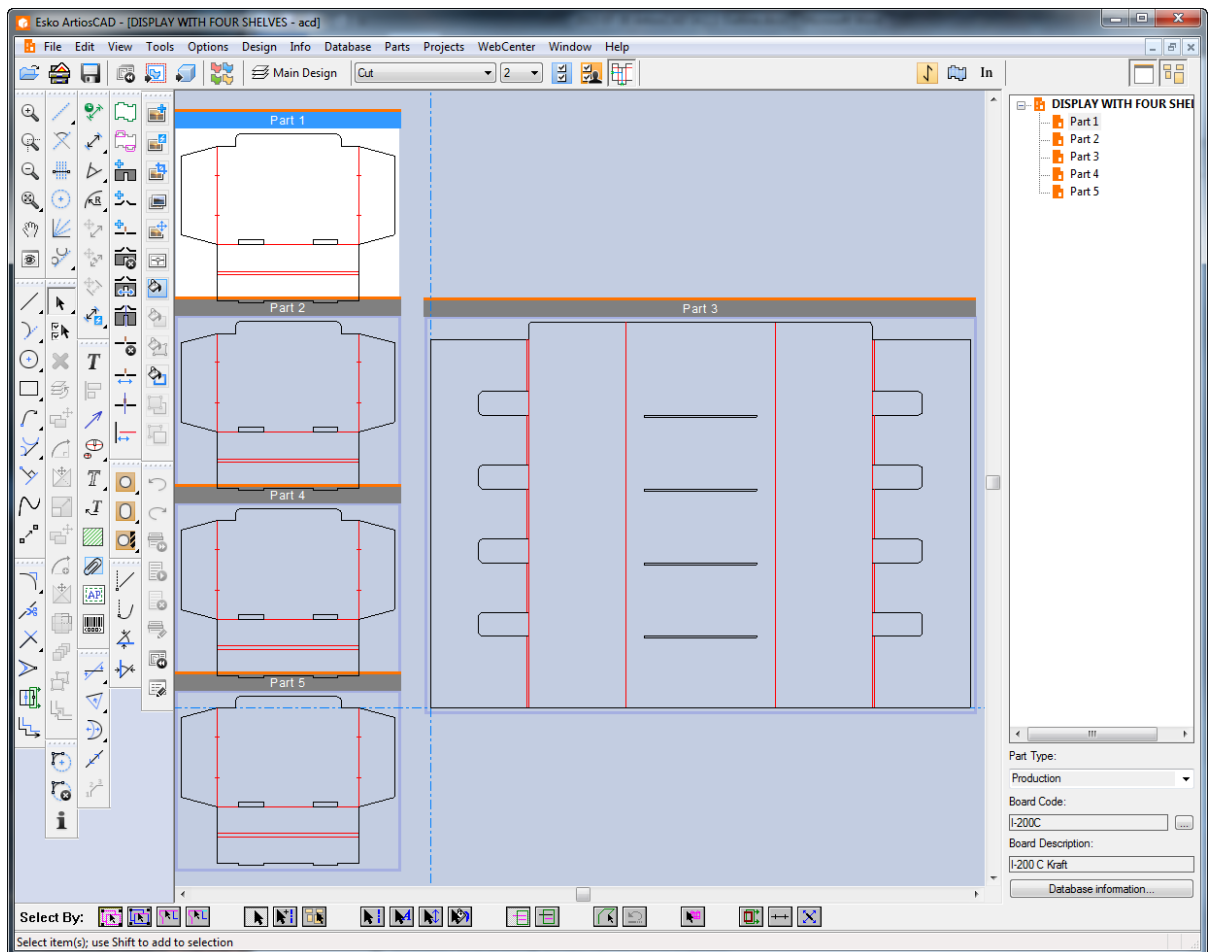 Esko ArtiosCAD - [DISPLAY WITH FOUR SHELVES - acd]
File Edit View Tools Options Design Info Database Parts Projects WebCenter Window Help
Main Design Cut 2 In
Part 1
Part 2
Part 3
Part 4
Part 5
DISPLAY WITH FOUR SHEL
Part 1
Part 2
Part 3
Part 4
Part 5
Part Type:
Production
Board Code:
I-200C
...
Board Description:
I-200 C Kraft
Database information...
Select By:
Select item(s); use Shift to add to selection